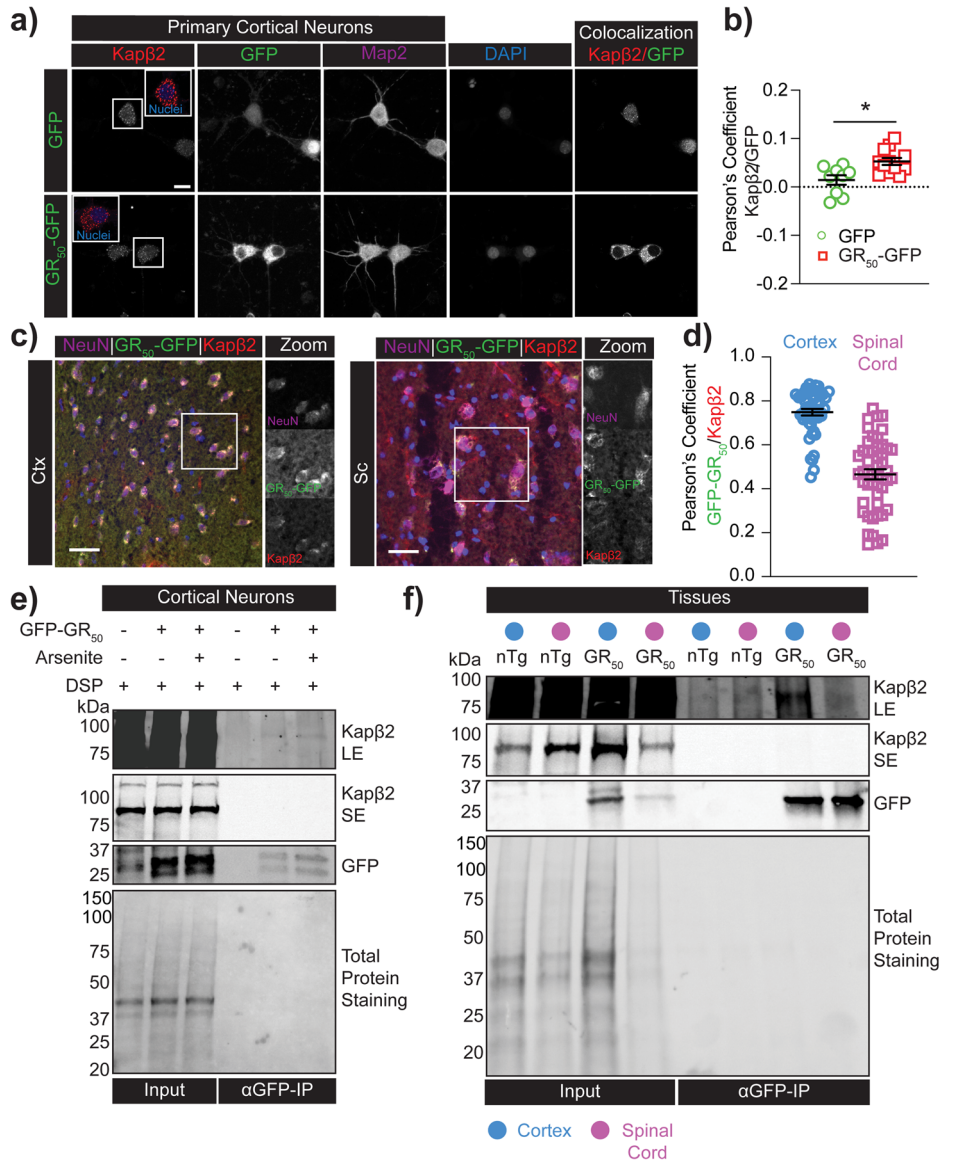 a)
Primary Cortical Neurons
Colocalization
Kapβ2
GFP
Map2
DAPI
Kapβ2/GFP
GFP
Nuclei
GR50-GFP
Nuclei
b)
Pearson's Coefficient
Kapβ2/GFP
0.2
0.1
0.0
-0.1
-0.2
*
GFP
GR50-GFP
c)
NeuN|GR50-GFP|Kapβ2
Zoom
Ctx
NeuN
GR50-GFP
Kapβ2
NeuN|GR50-GFP|Kapβ2
Zoom
Sc
NeuN
GR50-GFP
Kapβ2
d)
Pearson's Coefficient
GFP-GR50/Kapβ2
1.0
0.8
0.6
0.4
0.2
0.0
Cortex
Spinal
Cord
e)
Cortical Neurons
GFP-GR50 - + + - + +
Arsenite - - + - - +
DSP + + + + + +
kDa
100
75
Kapβ2
LE
100
75
Kapβ2
SE
37
25
GFP
150
100
75
50
37
25
20
Total
Protein
Staining
Input
αGFP-IP
f)
Tissues
kDa nTg nTg GR50 GR50 nTg nTg GR50 GR50
100
75
Kapβ2
LE
100
75
Kapβ2
SE
37
25
GFP
150
100
75
50
37
25
20
Total
Protein
Staining
Input
αGFP-IP
Cortex
Spinal
Cord